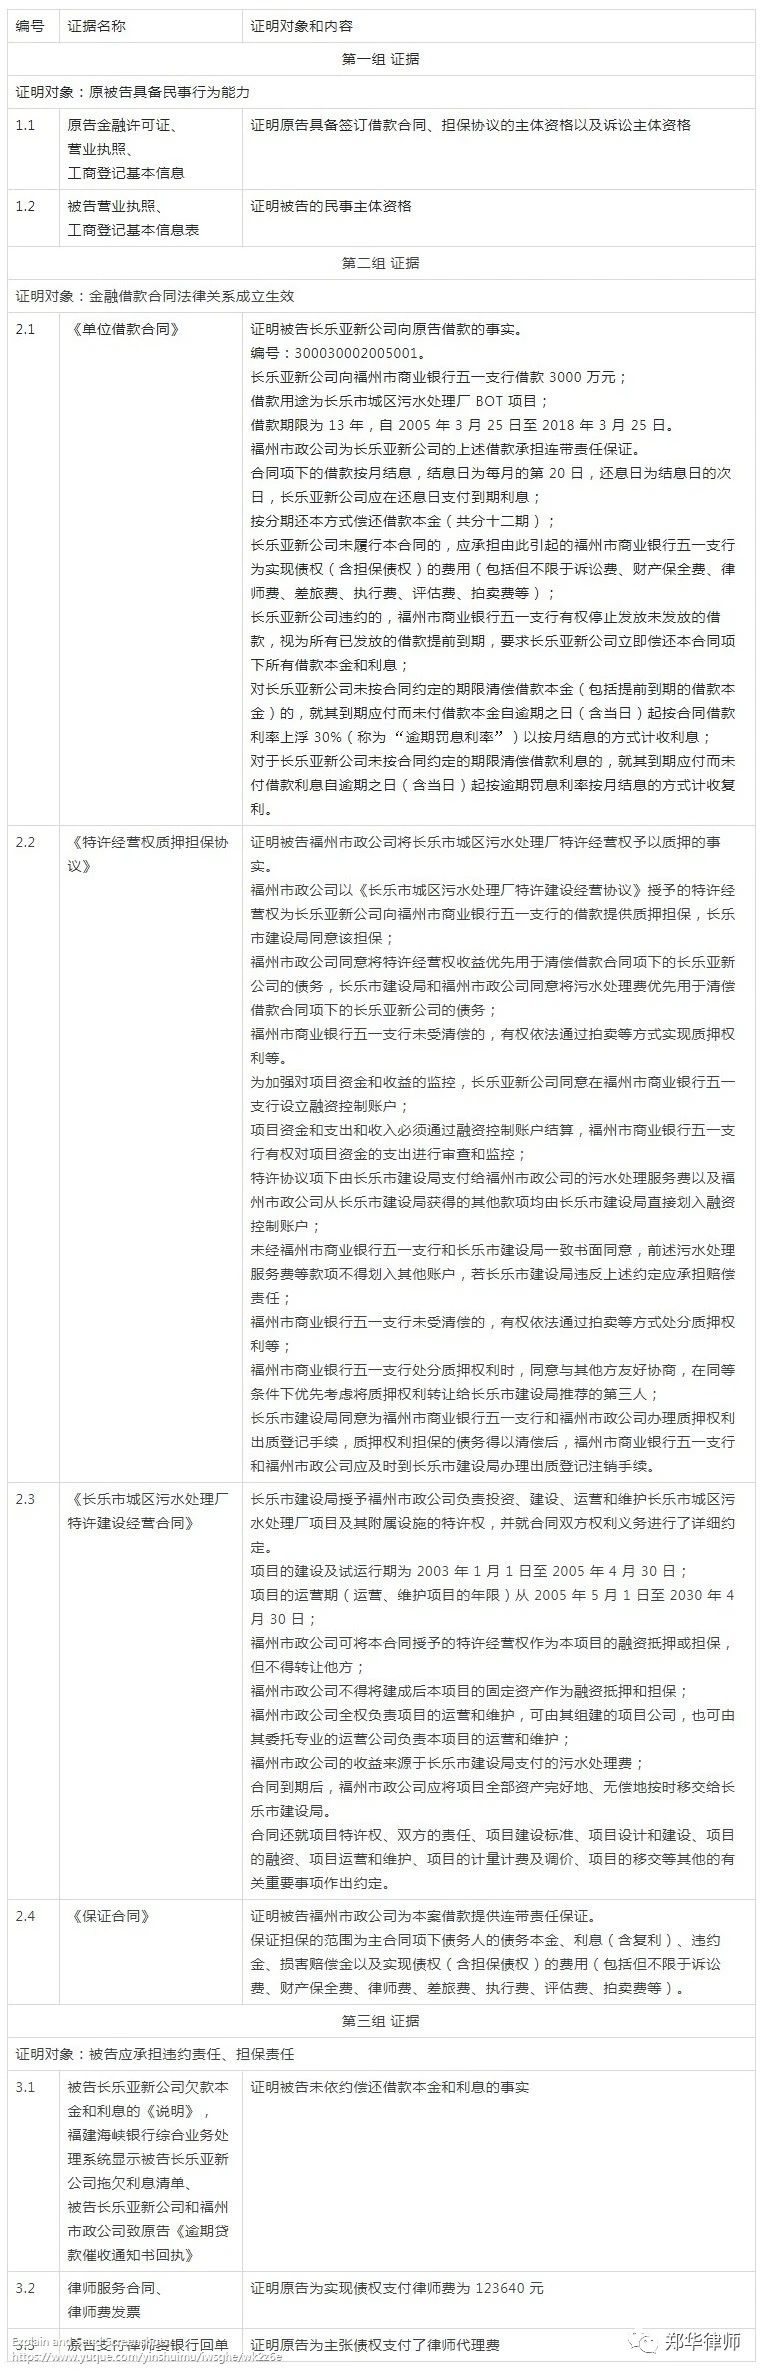 编号 证据名称 证明对象和内容
第一组 证据
证明对象：原被告具备民事行为能力
1.1 原告金融许可证、 证明原告具备签订借款合同、担保协议的主体资格以及诉讼主体资格
营业执照、
工商登记基本信息
1.2 被告营业执照、 证明被告的民事主体资格
工商登记基本信息表
第二组 证据
证明对象：金融借款合同法律关系成立生效
2.1 《单位借款合同》 证明被告长乐亚新公司向原告借款的事实。
编号：300030002005001。
长乐亚新公司向福州市商业银行五一支行借款 3000 万元；
借款用途为长乐市城区污水处理厂 BOT 项目；
借款期限为 13 年，自 2005 年 3 月 25 日至 2018 年 3 月 25 日。
福州市政公司为长乐亚新公司的上述借款承担连带责任保证。
合同项下的借款按月结息，结息日为每月的第 20 日，还息日为结息日的次
日，长乐亚新公司应在还息日支付到期利息；
按分期还本方式偿还借款本金（共分十二期）；
长乐亚新公司未履行本合同的，应承担由此引起的福州市商业银行五一支行
为实现债权（含担保债权）的费用（包括但不限于诉讼费、财产保全费、律
师费、差旅费、执行费、评估费、拍卖费等）；
长乐亚新公司违约的，福州市商业银行五一支行有权停止发放未发放的借
款，视为所有已发放的借款提前到期，要求长乐亚新公司立即偿还本合同项
下所有借款本金和利息；
对长乐亚新公司未按合同约定的期限清偿借款本金（包括提前到期的借款本
金）的，就其到期应付而未付借款本金自逾期之日（含当日）起按合同借款
利率上浮 30%（称为 “逾期罚息利率”）以按月结息的方式计收利息；
对于长乐亚新公司未按合同约定的期限清偿借款利息的，就其到期应付而未
付借款利息自逾期之日（含当日）起按逾期罚息利率按月结息的方式计收复
利。
2.2 《特许经营权质押担保协 证明被告福州市政公司将长乐市城区污水处理厂特许经营权予以质押的事
议》 实。
福州市政公司以《长乐市城区污水处理厂特许建设经营协议》授予的特许经
营权为长乐亚新公司向福州市商业银行五一支行的借款提供质押担保，长乐
市建设局同意该担保；
福州市政公司同意将特许经营权收益优先用于清偿借款合同项下的长乐亚新
公司的债务，长乐市建设局和福州市政公司同意将污水处理费优先用于清偿
借款合同项下的长乐亚新公司的债务；
福州市商业银行五一支行未受清偿的，有权依法通过拍卖等方式实现质押权
利等。
为加强对项目资金和收益的监控，长乐亚新公司同意在福州市商业银行五一
支行设立融资控制账户；
项目资金和支出和收入必须通过融资控制账户结算，福州市商业银行五一支
行有权对项目资金的支出进行审查和监控；
特许协议项下由长乐市建设局支付给福州市政公司的污水处理服务费以及福
州市政公司从长乐市建设局获得的其他款项均由长乐市建设局直接划入融资
控制账户；
未经福州市商业银行五一支行和长乐市建设局一致书面同意，前述污水处理
服务费等款项不得划入其他账户，若长乐市建设局违反上述约定应承担赔偿
责任；
福州市商业银行五一支行未受清偿的，有权依法通过拍卖等方式处分质押权
利等；
福州市商业银行五一支行处分质押权利时，同意与其他方友好协商，在同等
条件下优先考虑将质押权利转让给长乐市建设局推荐的第三人；
长乐市建设局同意为福州市商业银行五一支行和福州市政公司办理质押权利
出质登记手续，质押权利担保的债务得以清偿后，福州市商业银行五一支行
和福州市政公司应及时到长乐市建设局办理出质登记注销手续。
2.3 《长乐市城区污水处理厂 长乐市建设局授予福州市政公司负责投资、建设、运营和维护长乐市城区污
特许建设经营合同》 水处理厂项目及其附属设施的特许权，并就合同双方权利义务进行了详细约
定。
项目的建设及试运行期为 2003 年 1 月 1 日至 2005 年 4 月 30 日；
项目的运营期（运营、维护项目的年限）从 2005 年 5 月 1 日至 2030 年 4
月 30 日；
福州市政公司可将本合同授予的特许经营权作为本项目的融资抵押或担保，
但不得转让他方；
福州市政公司不得将建成后本项目的固定资产作为融资抵押和担保；
福州市政公司全权负责项目的运营和维护，可由其组建的项目公司，也可由
其委托专业的运营公司负责本项目的运营和维护；
福州市政公司的收益来源于长乐市建设局支付的污水处理费；
合同到期后，福州市政公司应将项目全部资产完好地、无偿地按时移交给长
乐市建设局。
合同还就项目特许权、双方的责任、项目建设标准、项目设计和建设、项目
的融资、项目运营和维护、项目的计量计费及调价、项目的移交等其他的有
关重要事项作出约定。
2.4 《保证合同》 证明被告福州市政公司为本案借款提供连带责任保证。
保证担保的范围为主合同项下债务人的债务本金、利息（含复利）、违约
金、损害赔偿金以及实现债权（含担保债权）的费用（包括但不限于诉讼
费、财产保全费、律师费、差旅费、执行费、评估费、拍卖费等）。
第三组 证据
证明对象：被告应承担违约责任、担保责任
3.1 被告长乐亚新公司欠款本 证明被告未依约偿还借款本金和利息的事实
金和利息的《说明》，
福建海峡银行综合业务处
理系统显示被告长乐亚新
公司拖欠利息清单、
被告长乐亚新公司和福州
市政公司致原告《逾期贷
款催收通知书回执》
3.2 律师服务合同、 证明原告为实现债权支付律师费为 123640 元
律师费发票
3.3 原告支付律师费银行回单 证明原告为主张债权支付了律师代理费
郑华律师
https://www.yuque.com/yinshuimu/iwsghe/wk2z6e